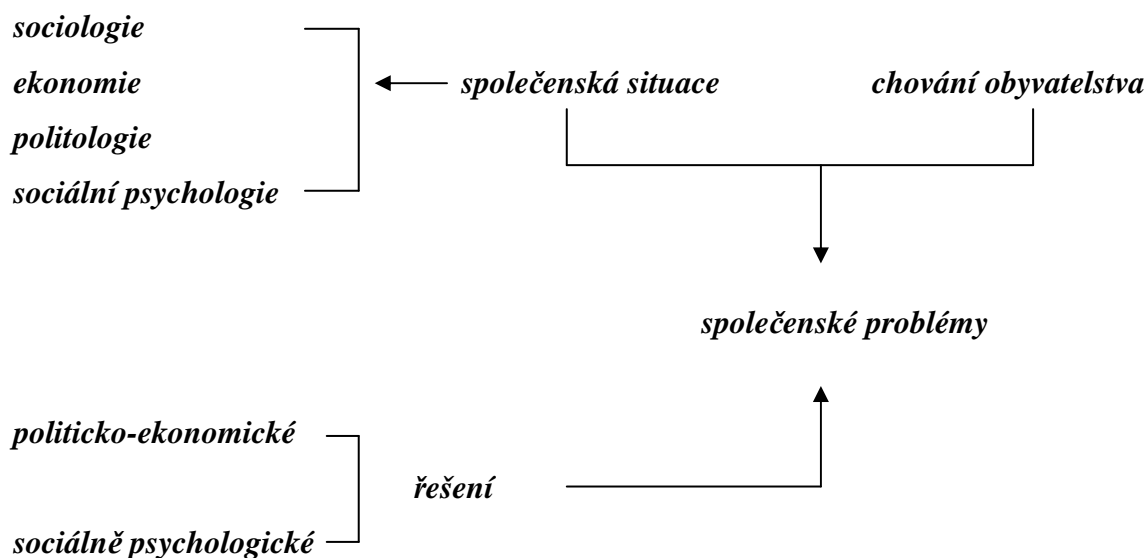 sociologie
ekonomie
společenská situace
chování obyvatelstva
politologie
sociální psychologie
společenské problémy
politicko-ekonomické
řešení
sociálně psychologické